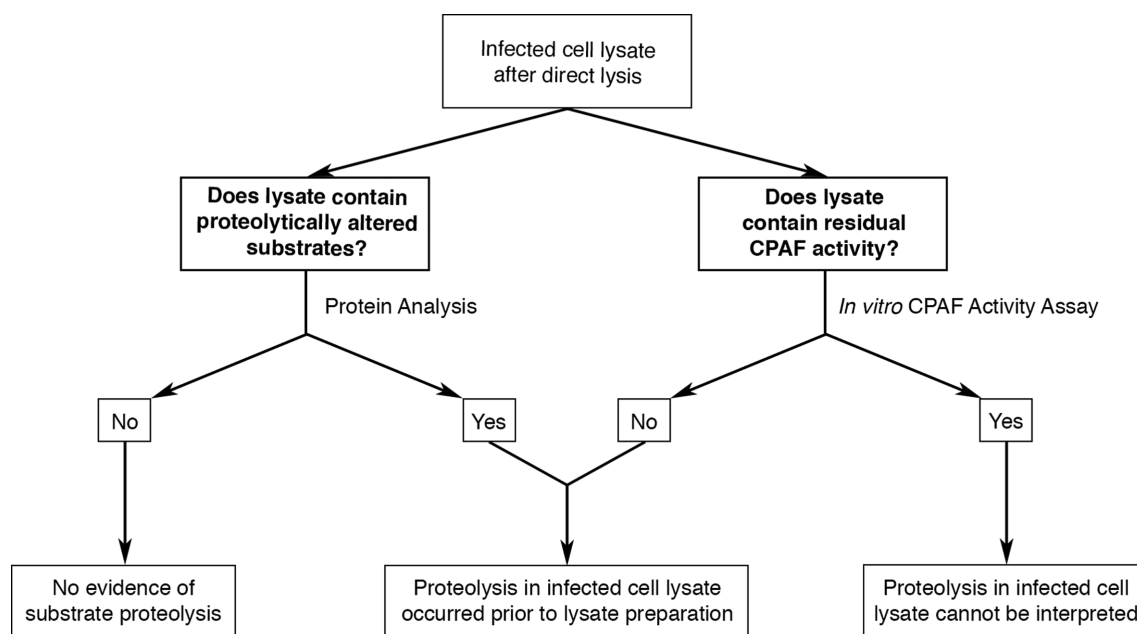 Infected cell lysate
after direct lysis
Does lysate contain
proteolytically altered
substrates?
Does lysate
contain residual
CPAF activity?
Protein Analysis
In vitro CPAF Activity Assay
No
Yes
No
Yes
No evidence of
substrate proteolysis
Proteolysis in infected cell lysate
occurred prior to lysate preparation
Proteolysis in infected cell
lysate cannot be interpreted